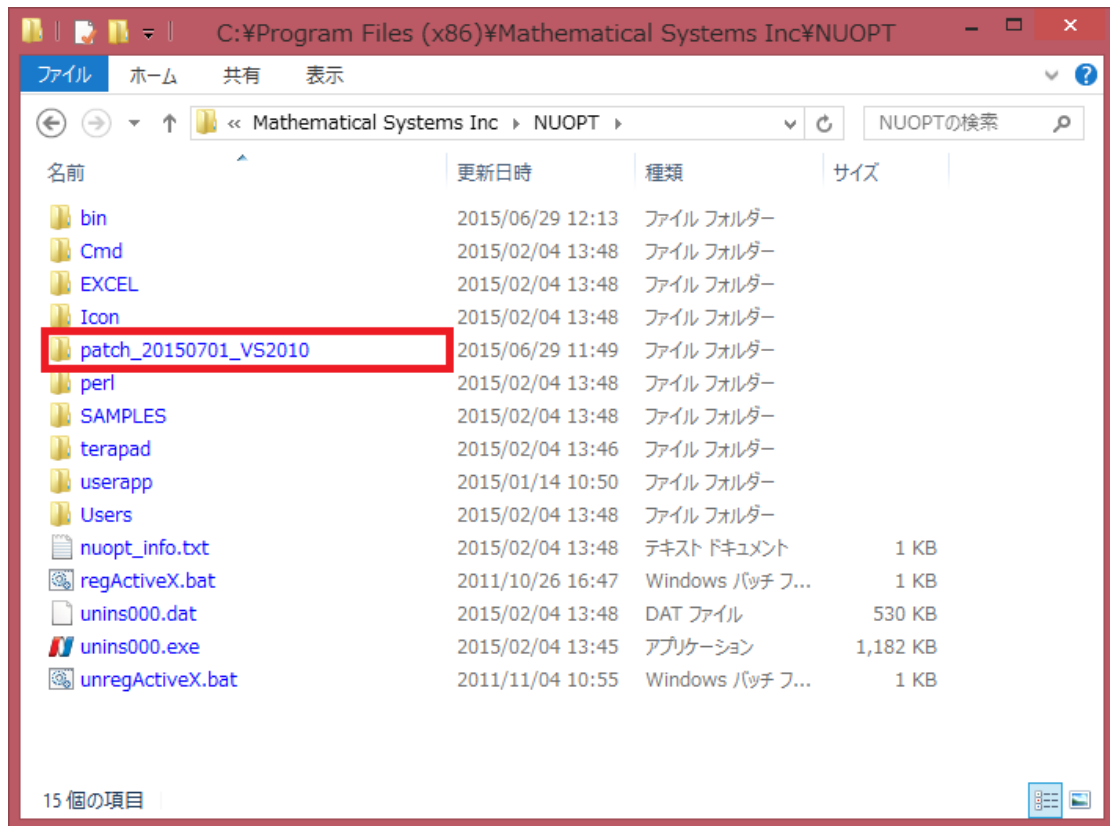 C:¥Program Files (x86)¥Mathematical Systems Inc¥NUOPT
ファイル ホーム 共有 表示
« Mathematical Systems Inc NUOPT NUOPTの検索
名前 更新日時 種類 サイズ
bin 2015/06/29 12:13 ファイル フォルダー
Cmd 2015/02/04 13:48 ファイル フォルダー
EXCEL 2015/02/04 13:48 ファイル フォルダー
Icon 2015/02/04 13:48 ファイル フォルダー
patch_20150701_VS2010 2015/06/29 11:49 ファイル フォルダー
perl 2015/02/04 13:48 ファイル フォルダー
SAMPLES 2015/02/04 13:48 ファイル フォルダー
terapad 2015/02/04 13:46 ファイル フォルダー
userapp 2015/01/14 10:50 ファイル フォルダー
Users 2015/02/04 13:48 ファイル フォルダー
nuopt_info.txt 2015/02/04 13:48 テキスト ドキュメント 1 KB
regActiveX.bat 2011/10/26 16:47 Windows バッチ フ... 1 KB
unins000.dat 2015/02/04 13:48 DAT ファイル 530 KB
unins000.exe 2015/02/04 13:45 アプリケーション 1,182 KB
unregActiveX.bat 2011/11/04 10:55 Windows バッチ フ... 1 KB
15 個の項目